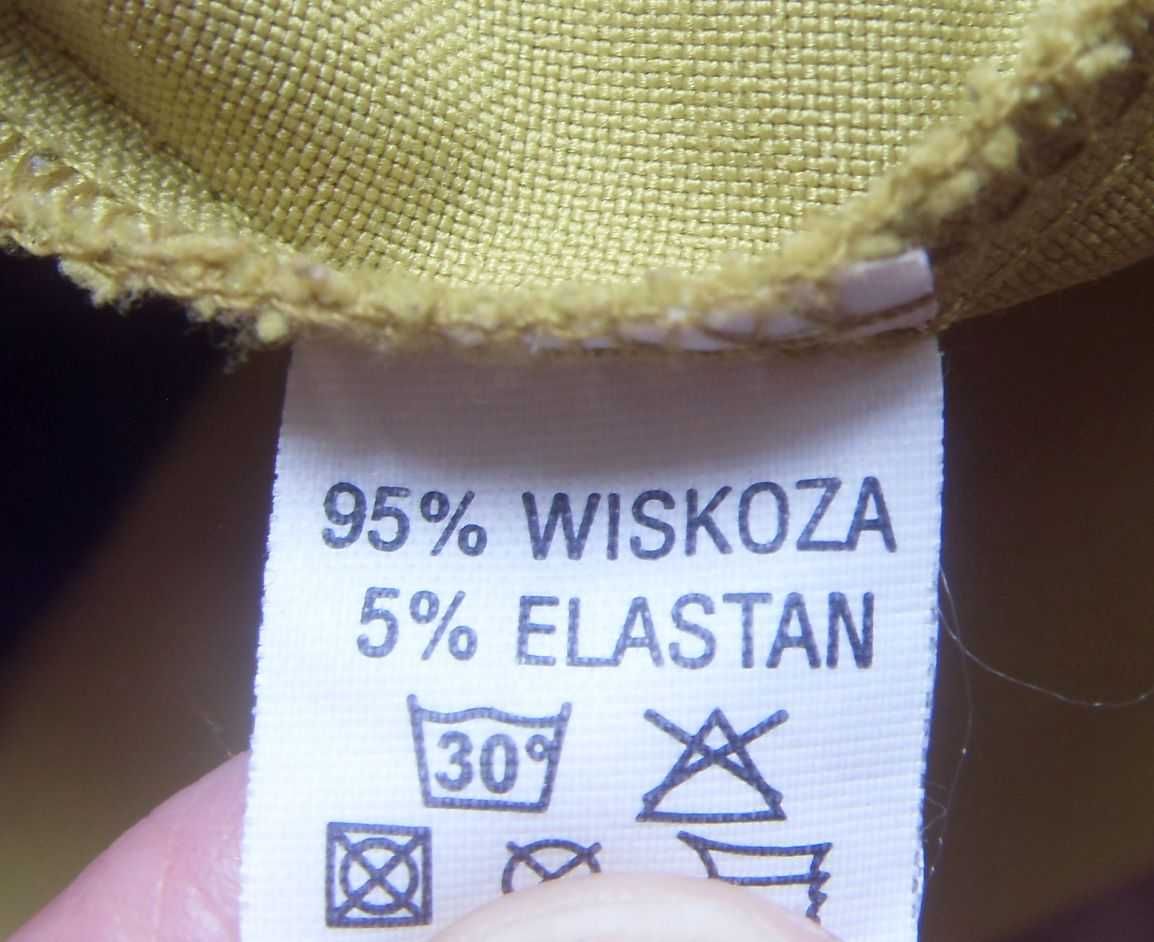 95% WISKOZA
5% ELASTAN
30°